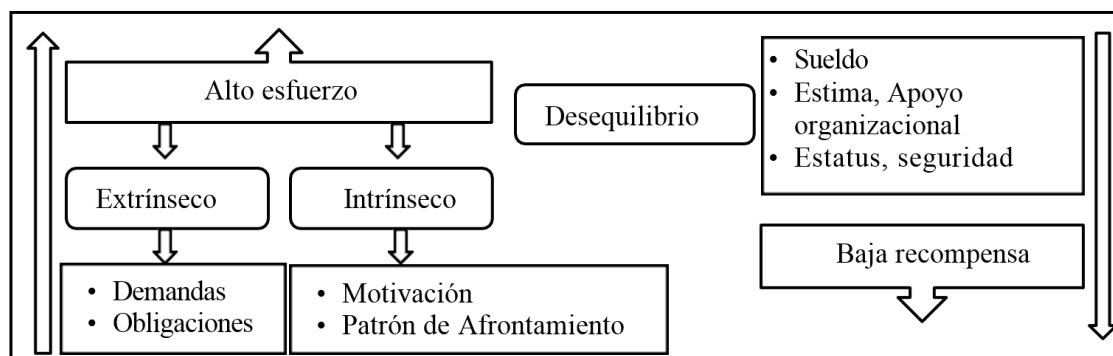 Alto esfuerzo
Extrínseco
Intrínseco
• Demandas
• Obligaciones
• Motivación
• Patrón de Afrontamiento
Desequilibrio
• Sueldo
• Estima, Apoyo
organizacional
• Estatus, seguridad
Baja recompensa